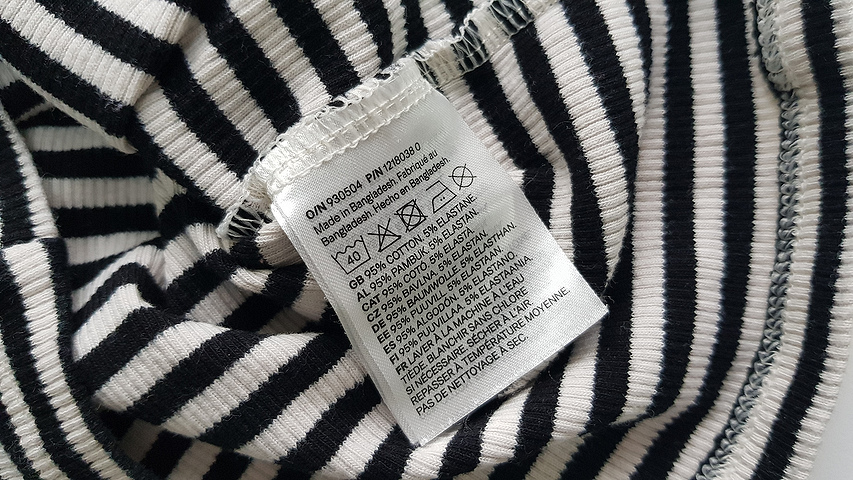 O/N 930504 P/N 1218038 0
Made in Bangladesh. Fabriqué au
Bangladesh. Hecho en Bangladesh.
40
GB 95% COTTON, 5% ELASTANE.
AL 95% PAMBUK, 5% ELASTAN.
CAT 95% COTÓ, 5% ELASTÀ.
CZ 95% BAVLNA, 5% ELASTAN.
DE 95% BAUMWOLLE, 5% ELASTHAN.
EE 95% PUUVILL, 5% ELASTAAN.
ES 95% ALGODÓN, 5% ELASTANO.
FI 95% PUUVILLAA, 5% ELASTAANIA.
FR LAVER À LA MACHINE À L'EAU
TIÈDE. BLANCHIR SANS CHLORE
SI NÉCESSAIRE. SÉCHER À L'AIR.
REPASSER À TEMPÉRATURE MOYENNE.
PAS DE NETTOYAGE À SEC.